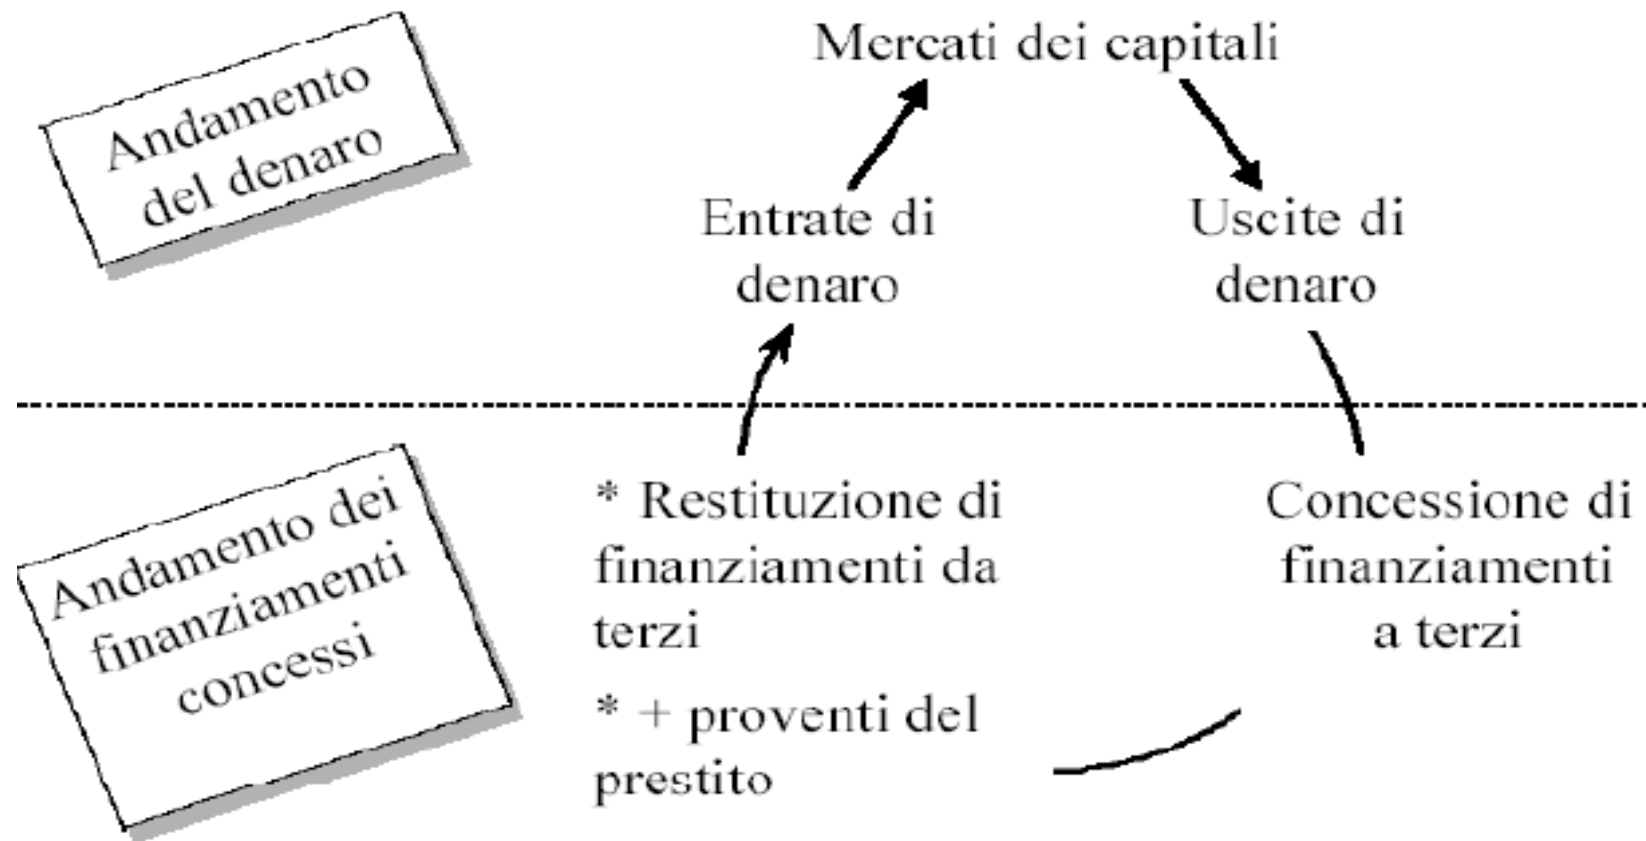 Andamento
del denaro
Mercati dei capitali
Entrate di
denaro
Uscite di
denaro
Andamento dei
finanziamenti
concessi
* Restituzione di
finanziamenti da
terzi
* + proventi del
prestito
Concessione di
finanziamenti
a terzi